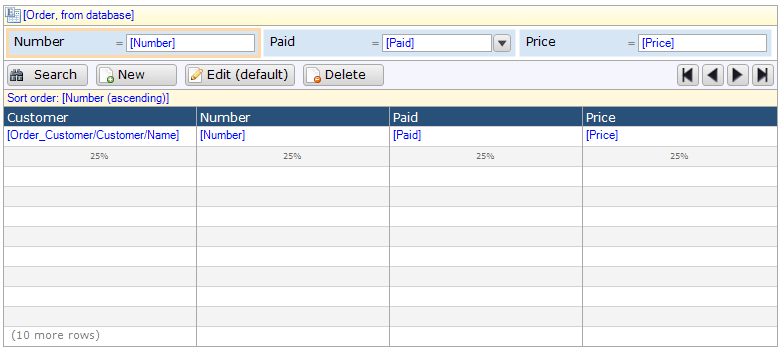 [Order, from database]
Number = [Number] Paid = [Paid] Price = [Price]
Search New Edit (default) Delete
Sort order: [Number (ascending)]
Customer Number Paid Price
[Order_Customer/Customer/Name] [Number] [Paid] [Price]
25% 25% 25% 25%
(10 more rows)